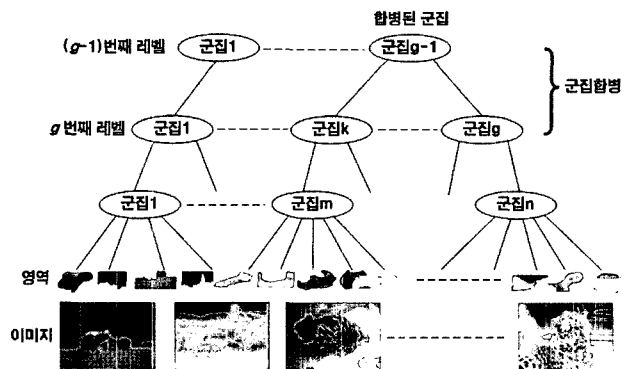 합병된 군집
(g-1)번째 레벨
군집1
군집g-1
군집합병
g 번째 레벨
군집1
군집k
군집g
군집1
군집m
군집n
영역
이미지